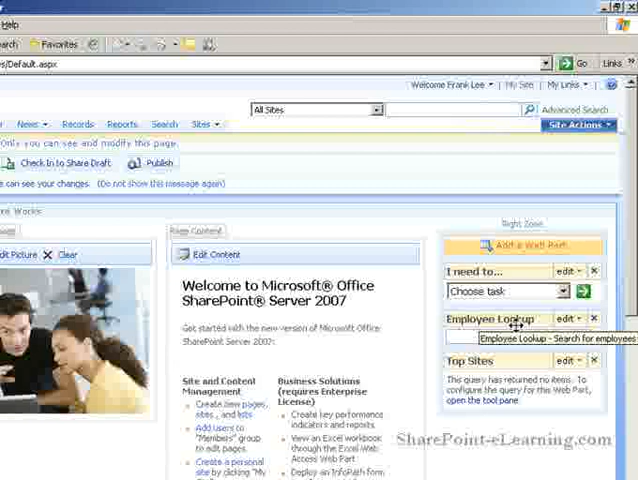 Help
earch Favorites
s/Default.aspx Go Links »
Welcome Frank Lee My Site My Links
All Sites Advanced Search
News Records Reports Search Sites Site Actions
Only you can see and modify this page.
Check In to Share Draft Publish
e can see your changes. (Do not show this message again)
re Works
Page Content Right Zone
dit Picture Clear Edit Content Add a Web Part
I need to... edit
Choose task
Welcome to Microsoft® Office
SharePoint® Server 2007
Employee Lookup edit
Employee Lookup - Search for employees
Get started with the new version of Microsoft Office
SharePoint Server 2007:
Top Sites edit
This query has returned no items. To
configure the query for this Web Part,
open the tool pane.
Site and Content
Management
Create new pages,
sites, and lists
Add users to
"Members" group
to edit pages.
Create a personal
site by clicking "My
Business Solutions
(requires Enterprise
License)
Create key performance
indicators and reports
View an Excel workbook
through the Excel Web
Access Web Part
Deploy an InfoPath form
SharePoint-eLearning.com